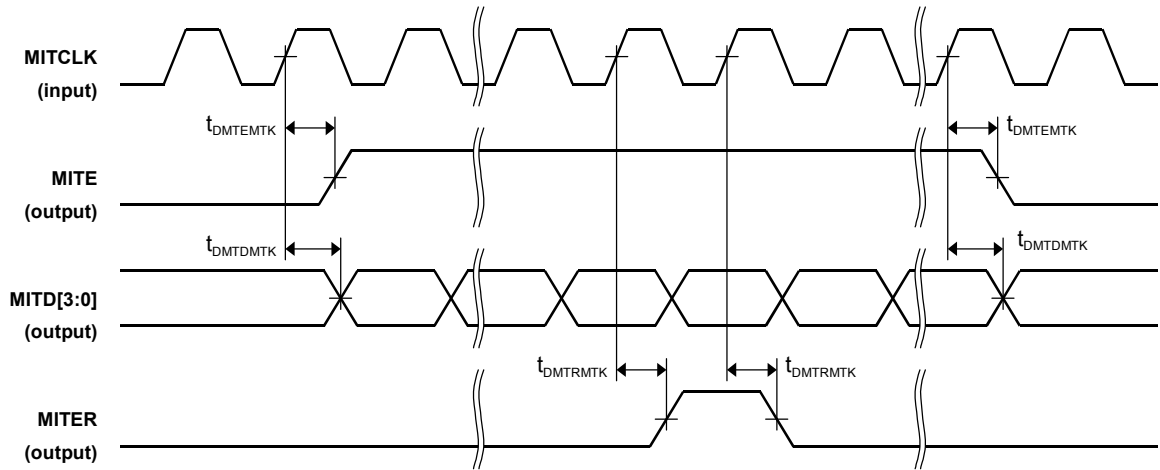 MITCLK
(input)
tDMTEMTK
tDMTEMTK
MITE
(output)
tDMTDMTK
tDMTDMTK
MITD[3:0]
(output)
tDMTRMTK
tDMTRMTK
MITER
(output)